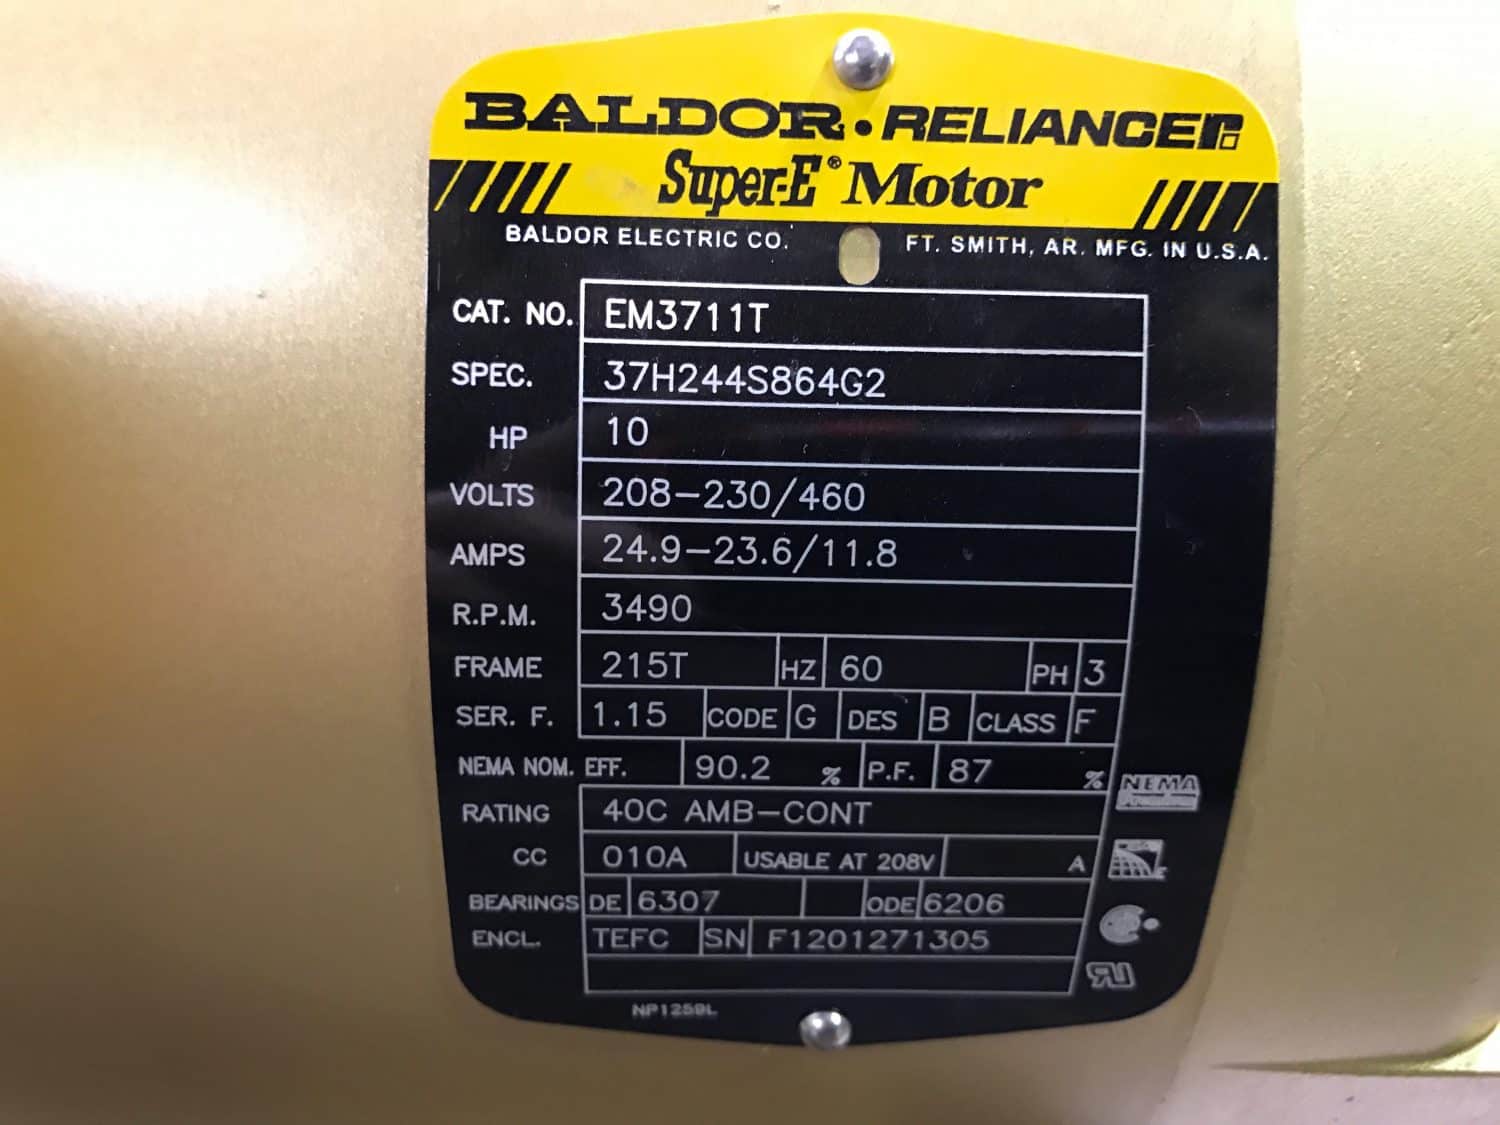 BALDOR • RELIANCE
Super-E® Motor
BALDOR ELECTRIC CO. FT. SMITH, AR. MFG. IN U.S.A.
CAT. NO. EM3711T
SPEC. 37H244S864G2
HP 10
VOLTS 208-230/460
AMPS 24.9-23.6/11.8
R.P.M. 3490
FRAME 215T HZ 60 PH 3
SER. F. 1.15 CODE G DES B CLASS F
NEMA NOM. EFF. 90.2 % P.F. 87 %
NEMA
RATING 40C AMB-CONT
CC 010A USABLE AT 208V A
BEARINGS DE 6307 ODE 6206
ENCL. TEFC SN F1201271305